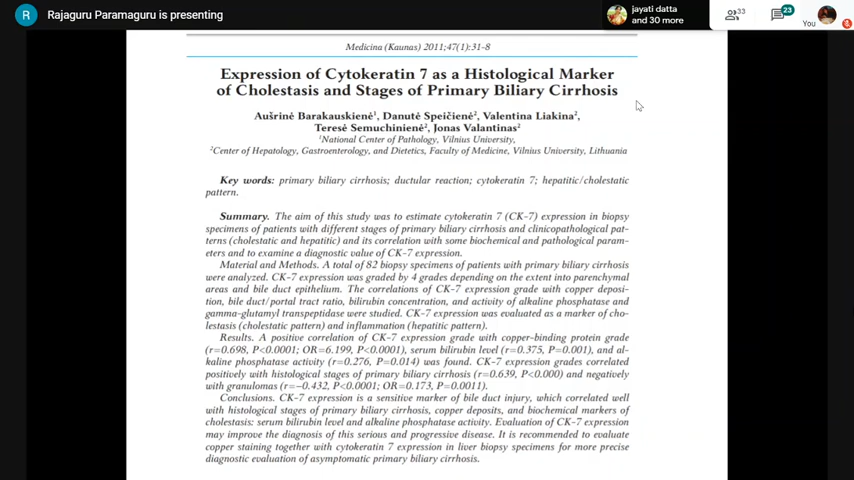 R Rajaguru Paramaguru is presenting
jayati datta
and 30 more
33
23
You
Medicina (Kaunas) 2011;47(1):31-8
Expression of Cytokeratin 7 as a Histological Marker
of Cholestasis and Stages of Primary Biliary Cirrhosis
Aušrinė Barakauskienė1, Danutė Speičienė2, Valentina Liakina2,
Teresė Semuchinienė2, Jonas Valantinas2
1National Center of Pathology, Vilnius University,
2Center of Hepatology, Gastroenterology, and Dietetics, Faculty of Medicine, Vilnius University, Lithuania
Key words: primary biliary cirrhosis; ductular reaction; cytokeratin 7; hepatitic/cholestatic
pattern.
Summary. The aim of this study was to estimate cytokeratin 7 (CK-7) expression in biopsy
specimens of patients with different stages of primary biliary cirrhosis and clinicopathological pat-
terns (cholestatic and hepatitic) and its correlation with some biochemical and pathological param-
eters and to examine a diagnostic value of CK-7 expression.
Material and Methods. A total of 82 biopsy specimens of patients with primary biliary cirrhosis
were analyzed. CK-7 expression was graded by 4 grades depending on the extent into parenchymal
areas and bile duct epithelium. The correlations of CK-7 expression grade with copper deposi-
tion, bile duct/portal tract ratio, bilirubin concentration, and activity of alkaline phosphatase and
gamma-glutamyl transpeptidase were studied. CK-7 expression was evaluated as a marker of cho-
lestasis (cholestatic pattern) and inflammation (hepatitic pattern).
Results. A positive correlation of CK-7 expression grade with copper-binding protein grade
(r=0.698, P<0.0001; OR=6.199, P<0.0001), serum bilirubin level (r=0.375, P=0.001), and al-
kaline phosphatase activity (r=0.276, P=0.014) was found. CK-7 expression grades correlated
positively with histological stages of primary biliary cirrhosis (r=0.639, P<0.000) and negatively
with granulomas (r=−0.432, P<0.0001; OR=0.173, P=0.0011).
Conclusions. CK-7 expression is a sensitive marker of bile duct injury, which correlated well
with histological stages of primary biliary cirrhosis, copper deposits, and biochemical markers of
cholestasis: serum bilirubin level and alkaline phosphatase activity. Evaluation of CK-7 expression
may improve the diagnosis of this serious and progressive disease. It is recommended to evaluate
copper staining together with cytokeratin 7 expression in liver biopsy specimens for more precise
diagnostic evaluation of asymptomatic primary biliary cirrhosis.